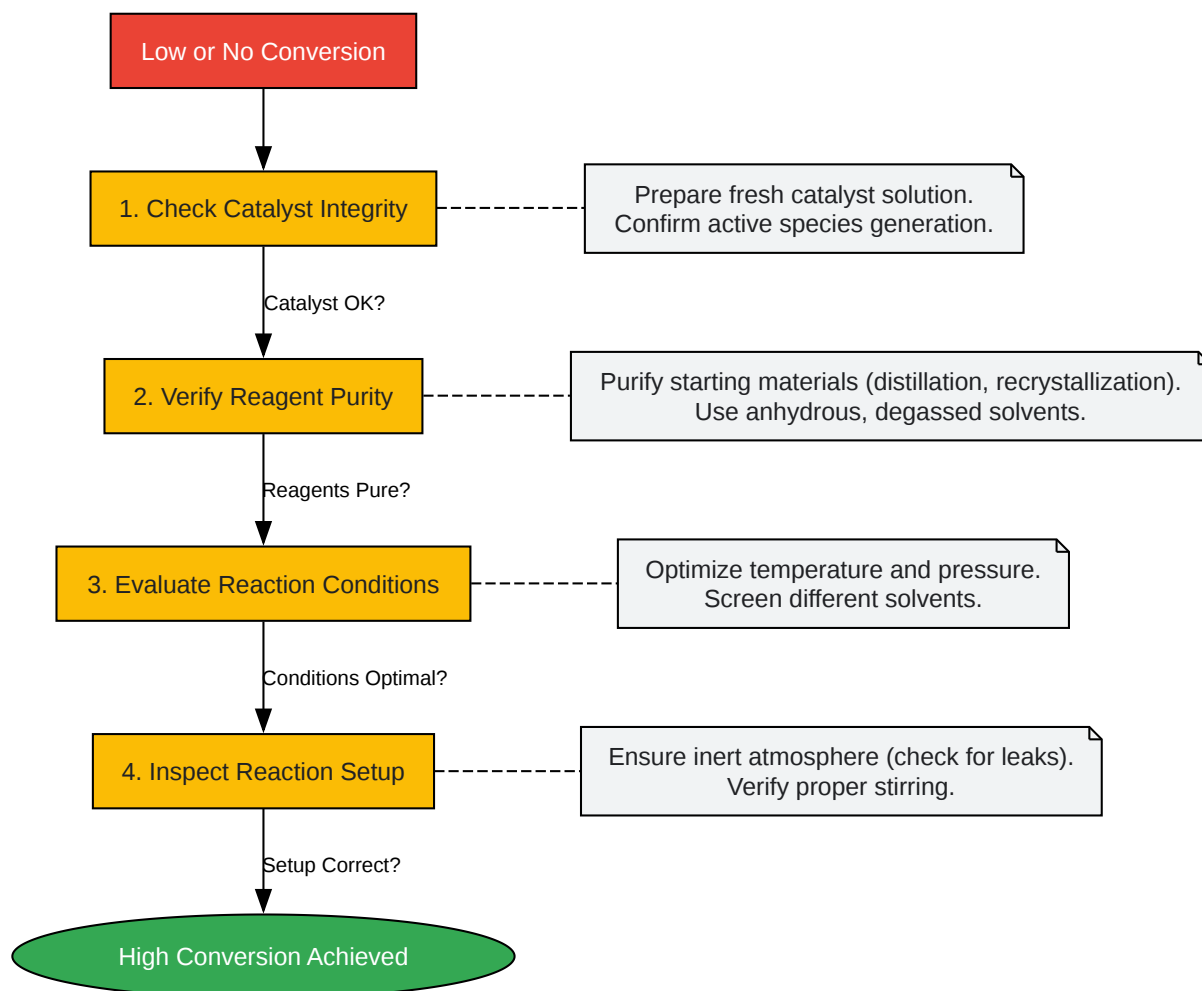 Low or No Conversion
1. Check Catalyst Integrity
Prepare fresh catalyst solution.
Confirm active species generation.
Catalyst OK?
2. Verify Reagent Purity
Purify starting materials (distillation, recrystallization).
Use anhydrous, degassed solvents.
Reagents Pure?
3. Evaluate Reaction Conditions
Optimize temperature and pressure.
Screen different solvents.
Conditions Optimal?
4. Inspect Reaction Setup
Ensure inert atmosphere (check for leaks).
Verify proper stirring.
Setup Correct?
High Conversion Achieved